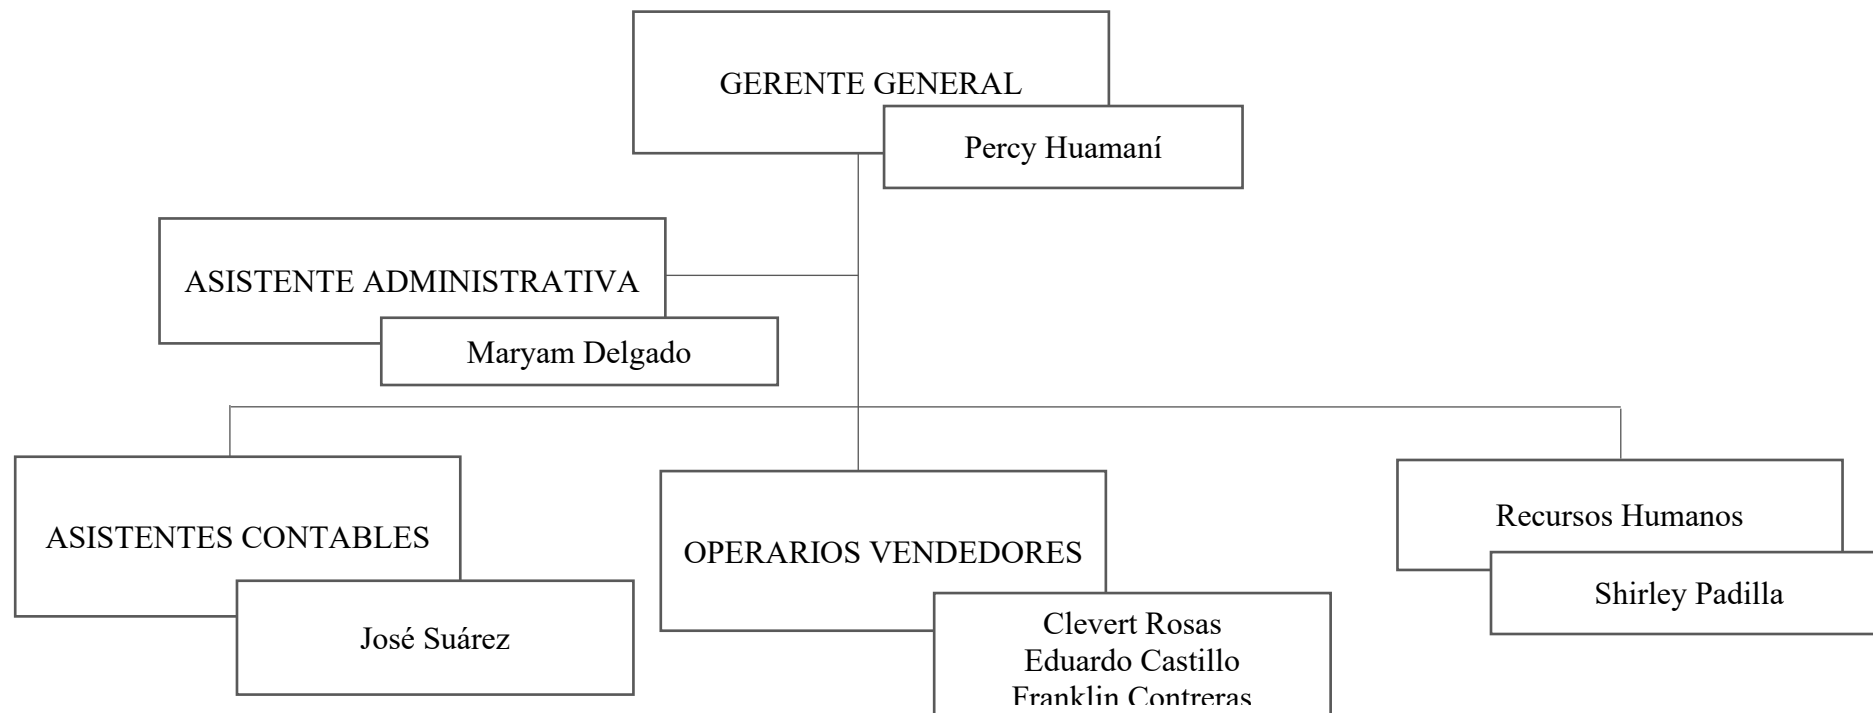 GERENTE GENERAL
Percy Huamaní
ASISTENTE ADMINISTRATIVA
Maryam Delgado
ASISTENTES CONTABLES
José Suárez
OPERARIOS VENDEDORES
Clevert Rosas
Eduardo Castillo
Franklin Contreras
Recursos Humanos
Shirley Padilla